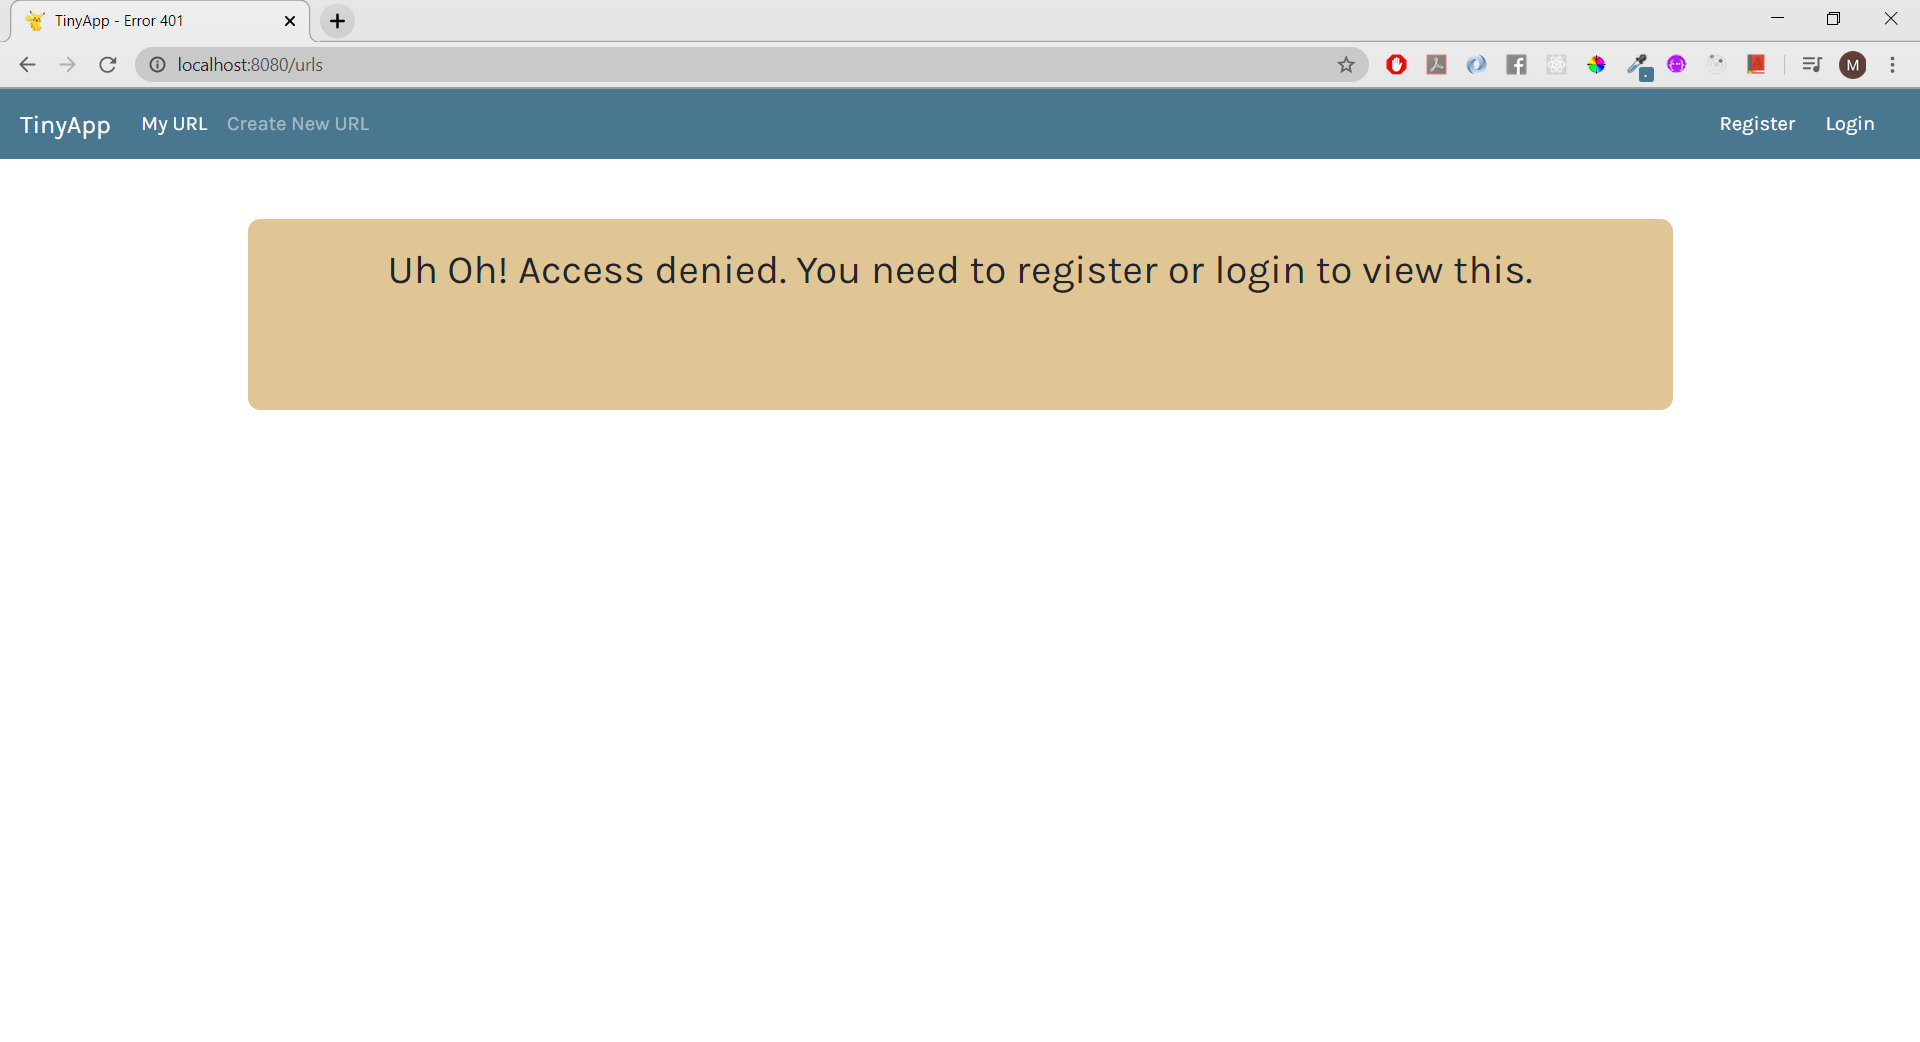 TinyApp - Error 401
localhost:8080/urls
M
TinyApp My URL Create New URL Register Login
Uh Oh! Access denied. You need to register or login to view this.